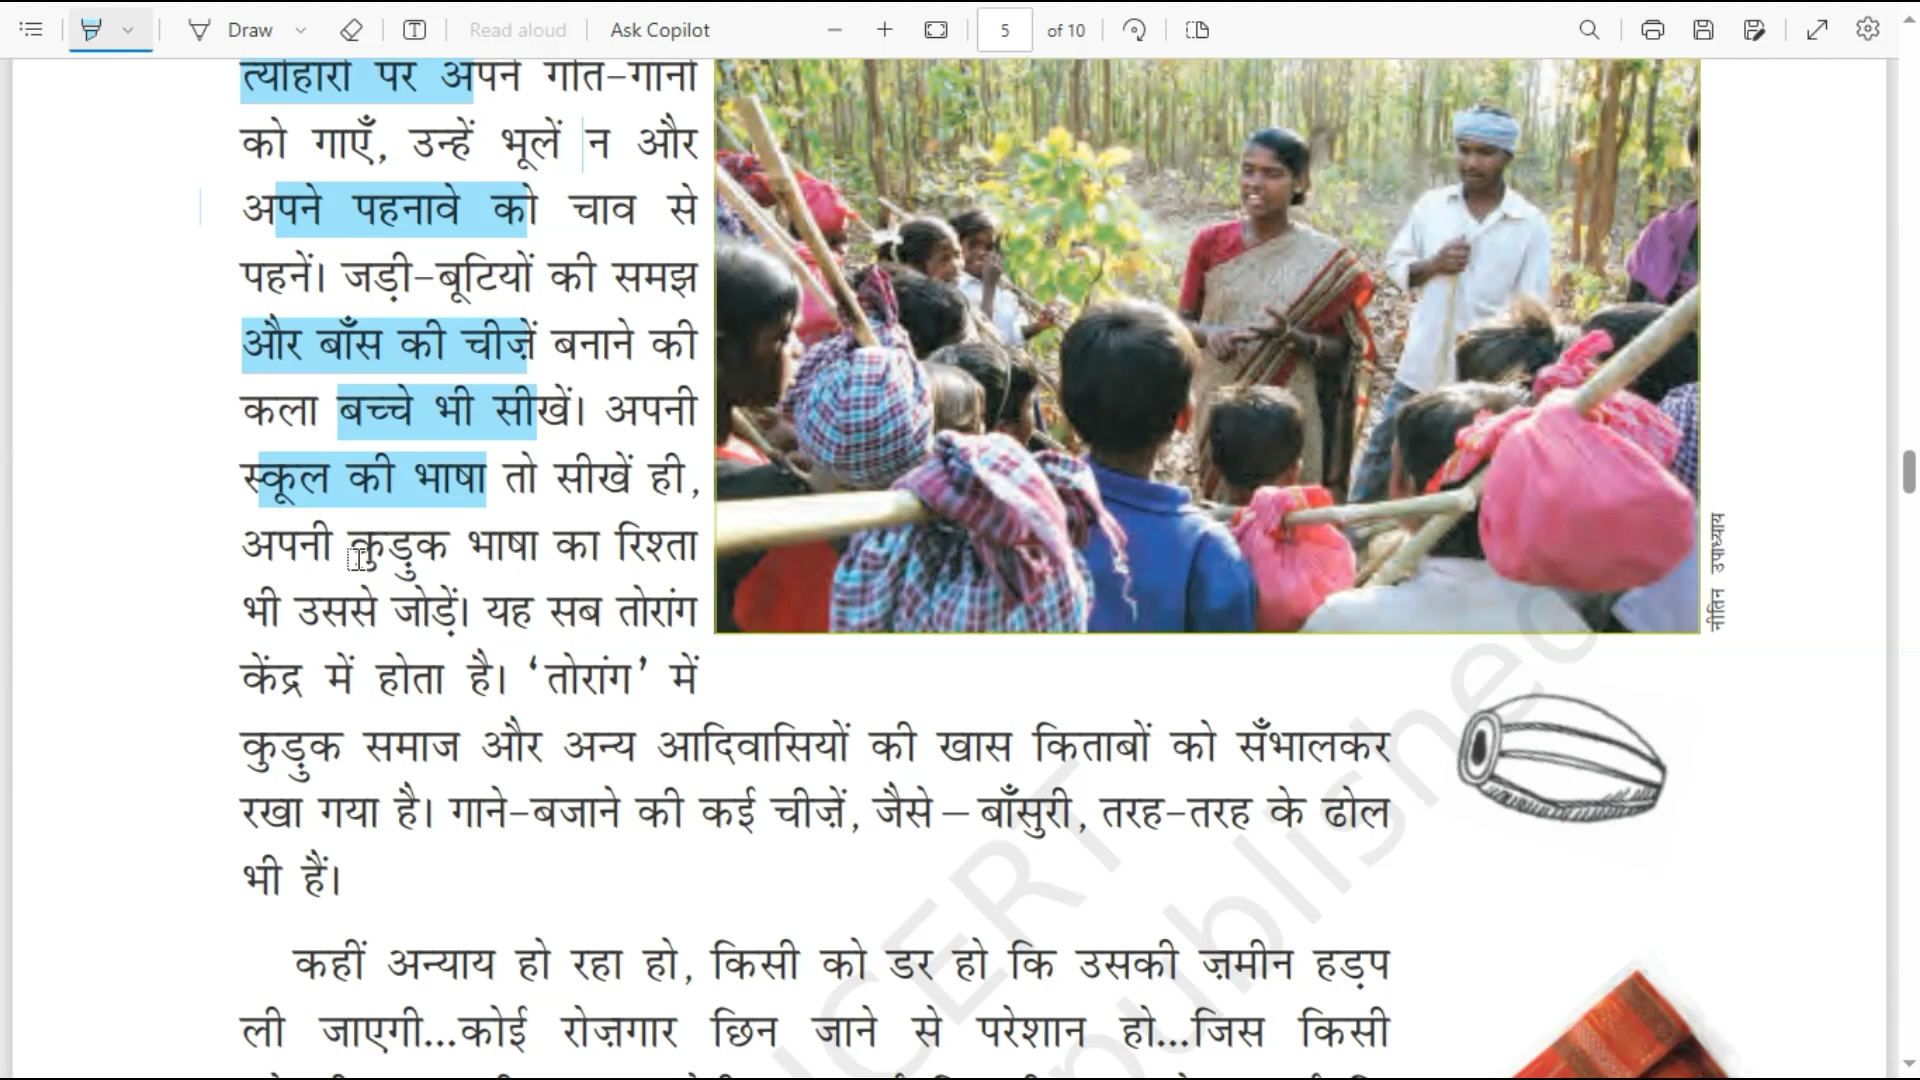 Draw
Read aloud
Ask Copilot
5
of 10
त्योहारों पर अपने गीत–गानों
को गाएँ, उन्हें भूलें न और
अपने पहनावे को चाव से
पहनें। जड़ी–बूटियों की समझ
और बाँस की चीज़ें बनाने की
कला बच्चे भी सीखें। अपनी
स्कूल की भाषा तो सीखें ही,
अपनी कुड़ुक भाषा का रिश्ता
भी उससे जोड़ें। यह सब तोरांग
केंद्र में होता है। ‘तोरांग’ में
कुड़ुक समाज और अन्य आदिवासियों की खास किताबों को सँभालकर
रखा गया है। गाने–बजाने की कई चीज़ें, जैसे – बाँसुरी, तरह–तरह के ढोल
भी हैं।
कहीं अन्याय हो रहा हो, किसी को डर हो कि उसकी ज़मीन हड़प
ली जाएगी...कोई रोज़गार छिन जाने से परेशान हो...जिस किसी
नीतिन उपाध्याय
NCERT
published